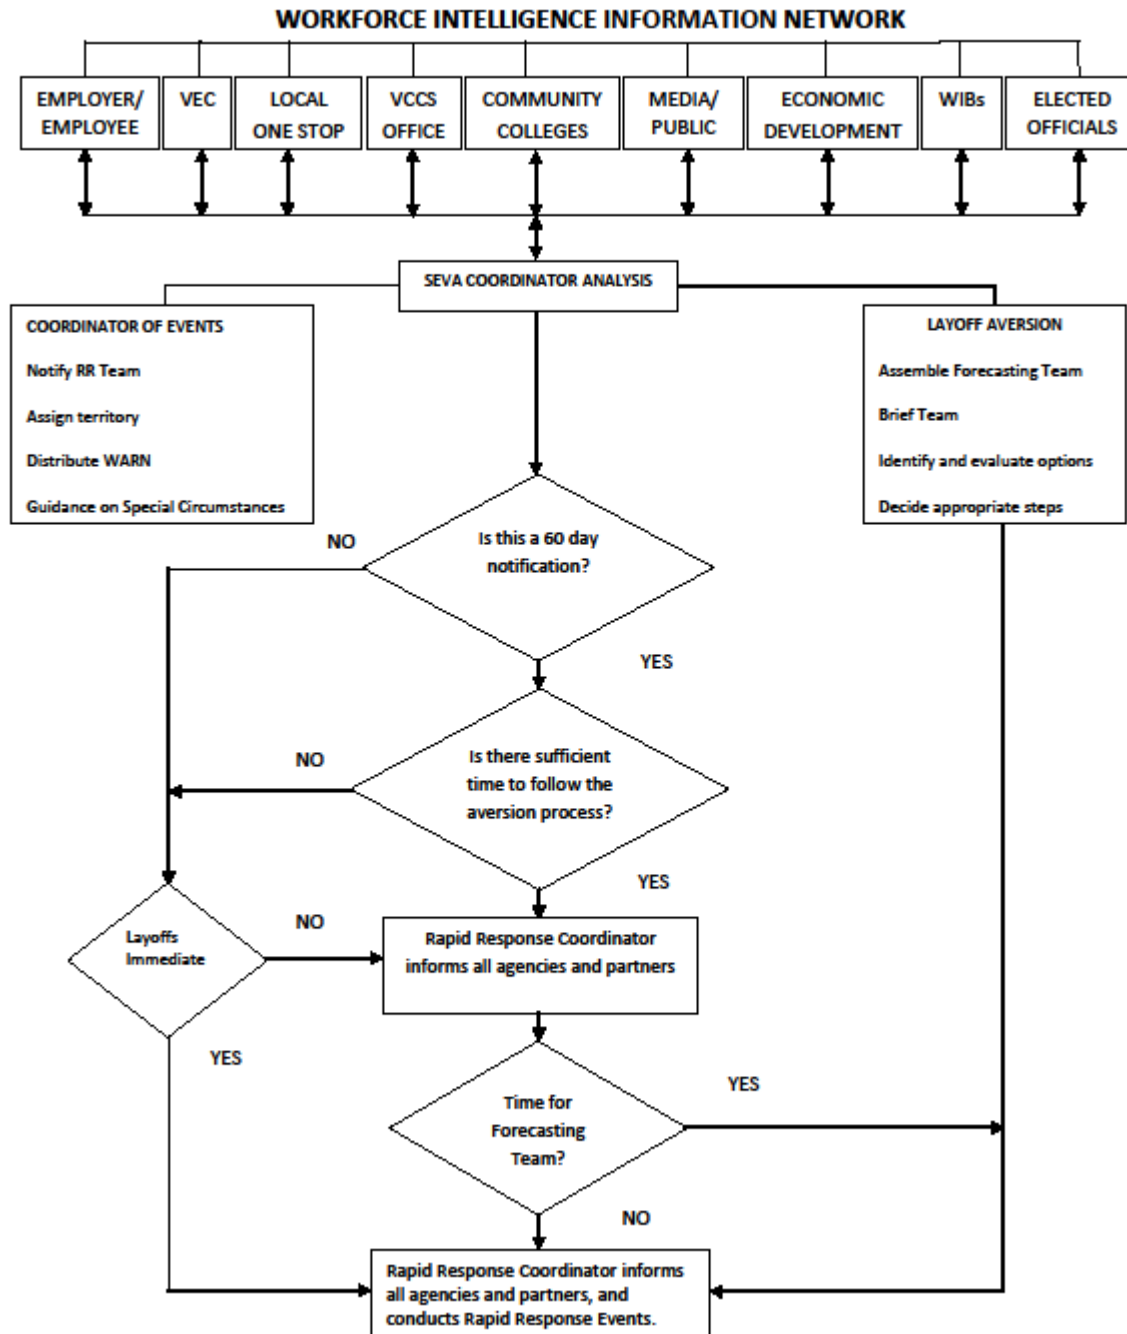 WORKFORCE INTELLIGENCE INFORMATION NETWORK
EMPLOYER/
EMPLOYEE
VEC
LOCAL
ONE STOP
VCCS
OFFICE
COMMUNITY
COLLEGES
MEDIA/
PUBLIC
ECONOMIC
DEVELOPMENT
WIBs
ELECTED
OFFICIALS
SEVA COORDINATOR ANALYSIS
COORDINATOR OF EVENTS
Notify RR Team
Assign territory
Distribute WARN
Guidance on Special Circumstances
LAYOFF AVERSION
Assemble Forecasting Team
Brief Team
Identify and evaluate options
Decide appropriate steps
Is this a 60 day
notification?
NO
YES
Is there sufficient
time to follow the
aversion process?
NO
YES
Layoffs
Immediate
NO
YES
Rapid Response Coordinator
informs all agencies and partners
Time for
Forecasting
Team?
YES
NO
Rapid Response Coordinator informs
all agencies and partners, and
conducts Rapid Response Events.